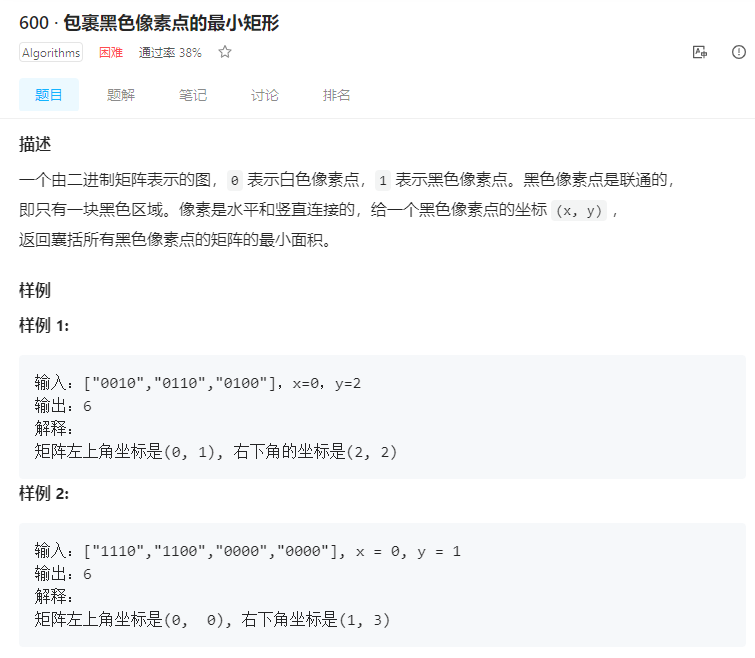 600 · 包裹黑色像素点的最小矩形
Algorithms 困难 通过率 38%
题目 题解 笔记 讨论 排名
描述
一个由二进制矩阵表示的图，0 表示白色像素点，1 表示黑色像素点。黑色像素点是联通的，
即只有一块黑色区域。像素是水平和竖直连接的，给一个黑色像素点的坐标 (x, y) ，
返回囊括所有黑色像素点的矩阵的最小面积。
样例
样例 1:
输入：["0010","0110","0100"]，x=0，y=2
输出：6
解释：
矩阵左上角坐标是(0, 1), 右下角的坐标是(2, 2)
样例 2:
输入：["1110","1100","0000","0000"], x = 0, y = 1
输出：6
解释：
矩阵左上角坐标是(0,  0), 右下角坐标是(1, 3)